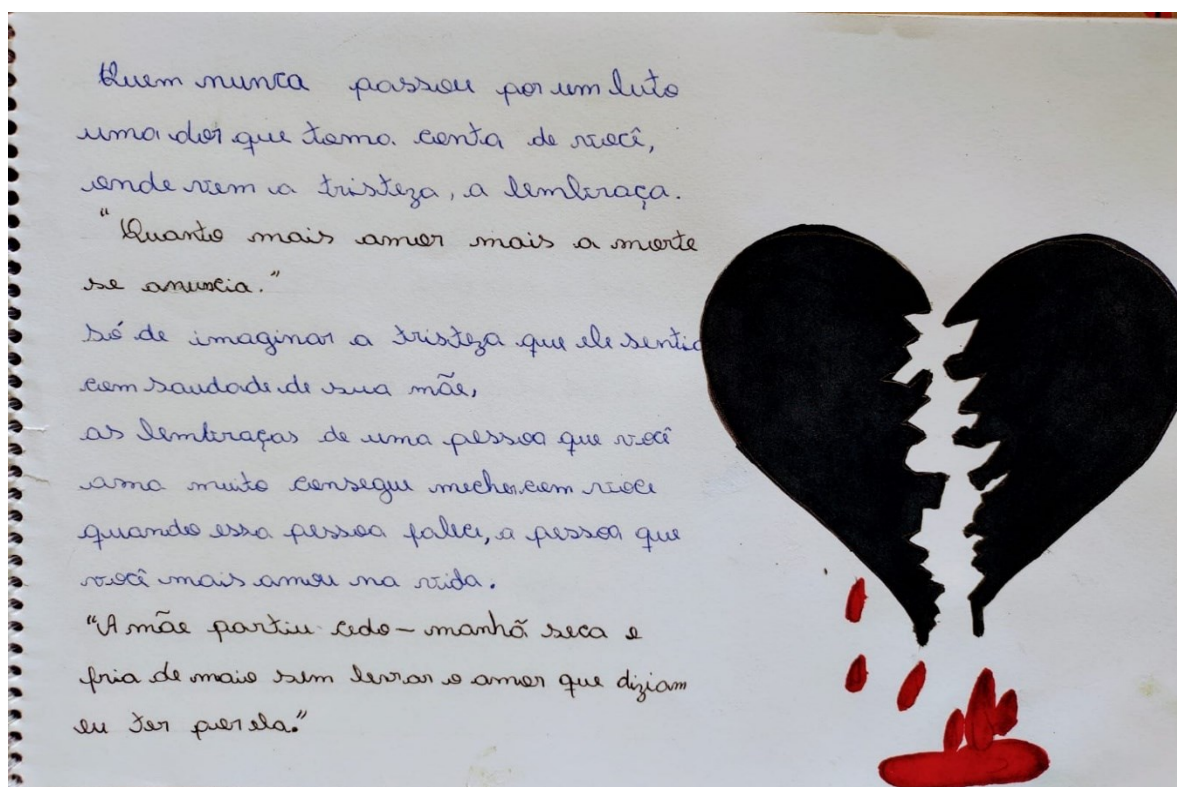 Quem nunca passou por um luto
uma dor que toma conta de você,
onde vem a tristeza, a lembraça.
"Quanto mais amor mais a morte
se anuncia."
Só de imaginar a tristeza que ele sentia
com saudade de sua mãe,
as lembraças de uma pessoa que você
ama muito consegue mecher com você
quando essa pessoa falece, a pessoa que
você mais amou na vida.
"A mãe partiu cedo - manhã seca e
fria de maio sem levar o amor que diziam
eu ter por ela."